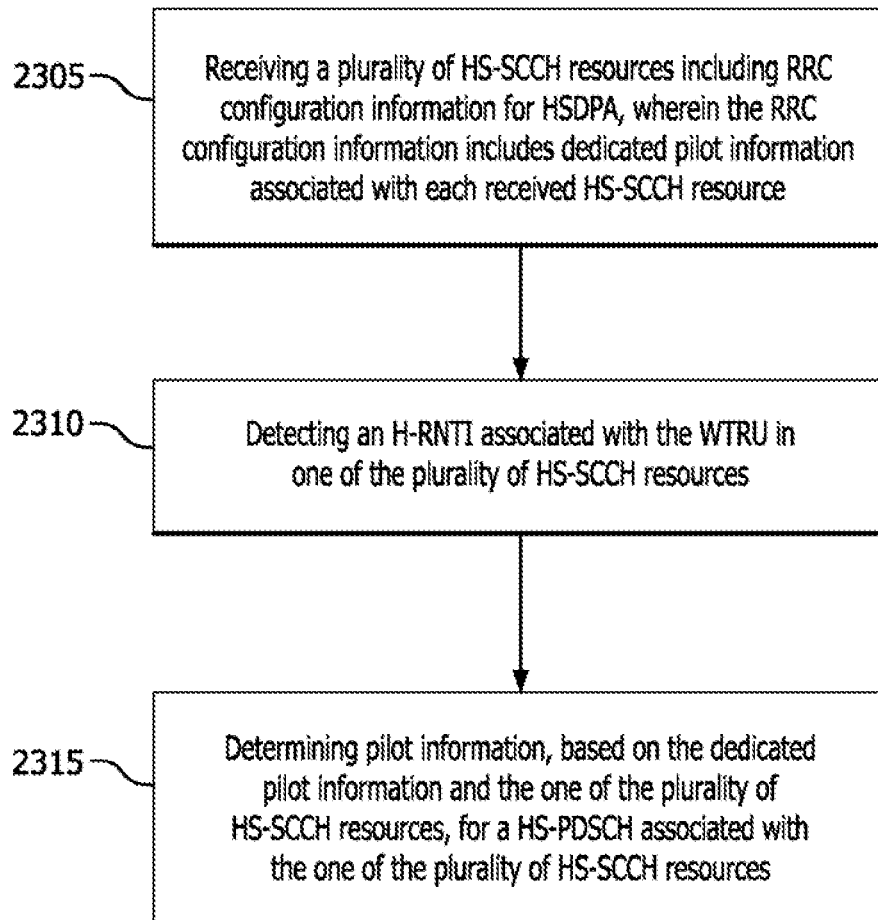 2305
Receiving a plurality of HS-SCCH resources including RRC
configuration information for HSDPA, wherein the RRC
configuration information includes dedicated pilot information
associated with each received HS-SCCH resource
2310
Detecting an H-RNTI associated with the WTRU in
one of the plurality of HS-SCCH resources
2315
Determining pilot information, based on the dedicated
pilot information and the one of the plurality of
HS-SCCH resources, for a HS-PDSCH associated with
the one of the plurality of HS-SCCH resources